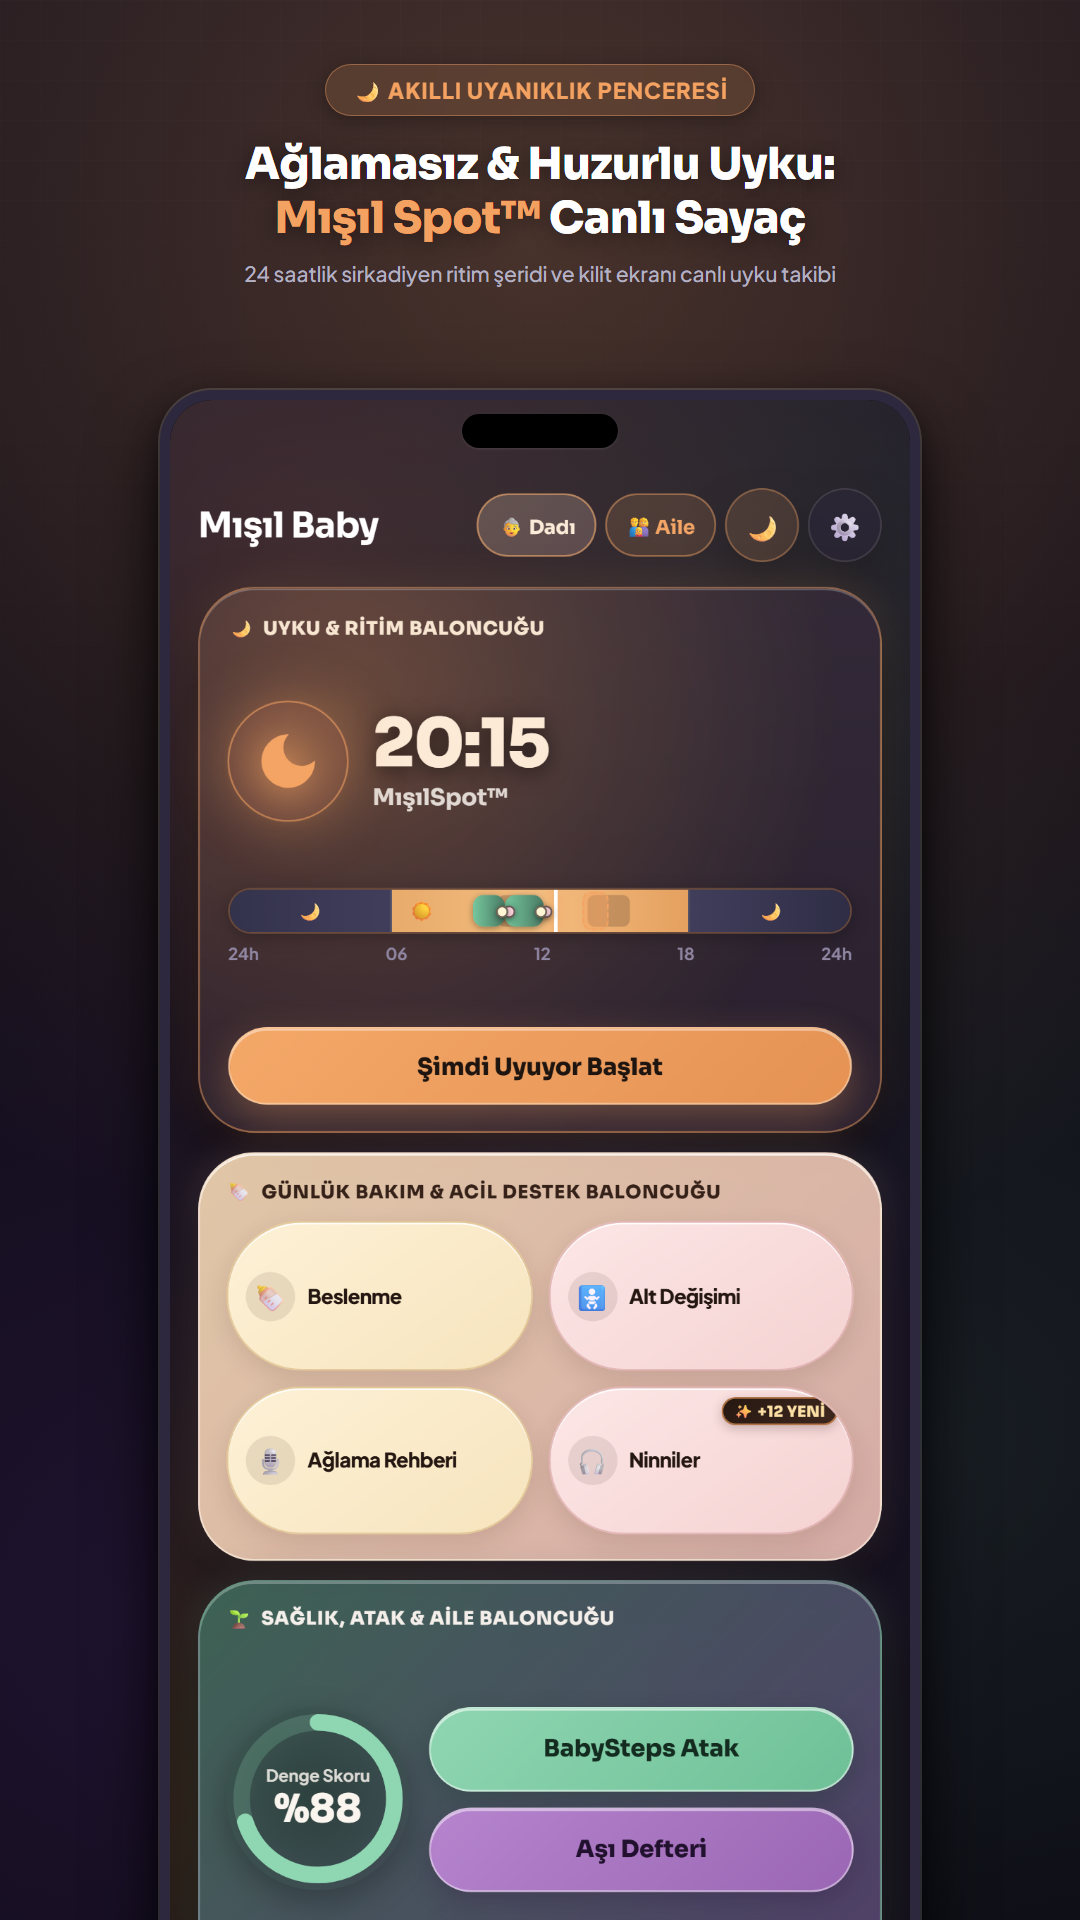 🌙 AKILLI UYANIKLIK PENCERESİ
Ağlamasız & Huzurlu Uyku:
Mışıl Spot™ Canlı Sayaç
24 saatlik sirkadiyen ritim şeridi ve kilit ekranı canlı uyku takibi
Mışıl Baby
Dadı
Aile
UYKU & RİTİM BALONCUĞU
20:15
MışılSpot™
24h 06 12 18 24h
Şimdi Uyuyor Başlat
GÜNLÜK BAKIM & ACİL DESTEK BALONCUĞU
Beslenme
Alt Değişimi
✨ +12 YENİ
Ağlama Rehberi
Ninniler
SAĞLIK, ATAK & AİLE BALONCUĞU
BabySteps Atak
Denge Skoru
%88
Aşı Defteri